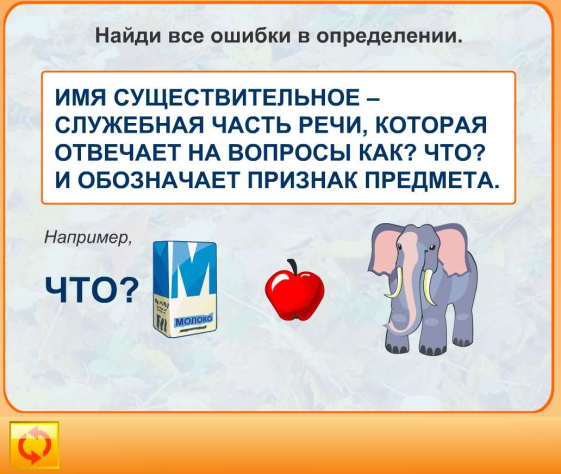 Найди все ошибки в определении.
ИМЯ СУЩЕСТВИТЕЛЬНОЕ –
СЛУЖЕБНАЯ ЧАСТЬ РЕЧИ, КОТОРАЯ
ОТВЕЧАЕТ НА ВОПРОСЫ КАК? ЧТО?
И ОБОЗНАЧАЕТ ПРИЗНАК ПРЕДМЕТА.
Например,
ЧТО?
М
МОЛОКО